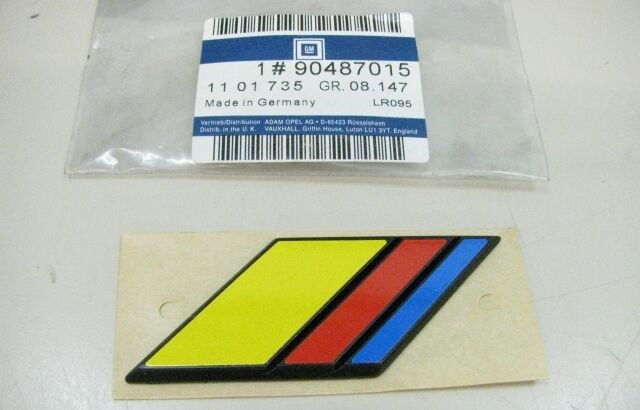 GM
1# 90487015
11 01 735 GR. 08.147
Made in Germany LR095
Vertrieb/Distribution ADAM OPEL AG • D-65423 Rüsselsheim
Distrib. in the U.K. VAUXHALL, Griffin House, Luton LU1 3YT, England